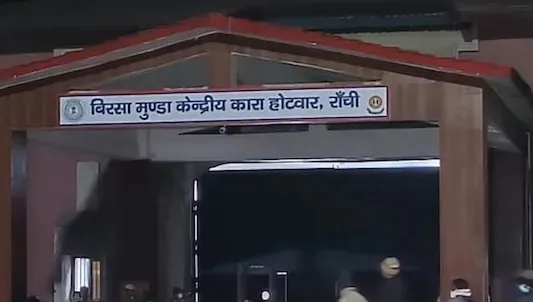 बिरसा मुण्डा केन्द्रीय कारा होटवार, राँची